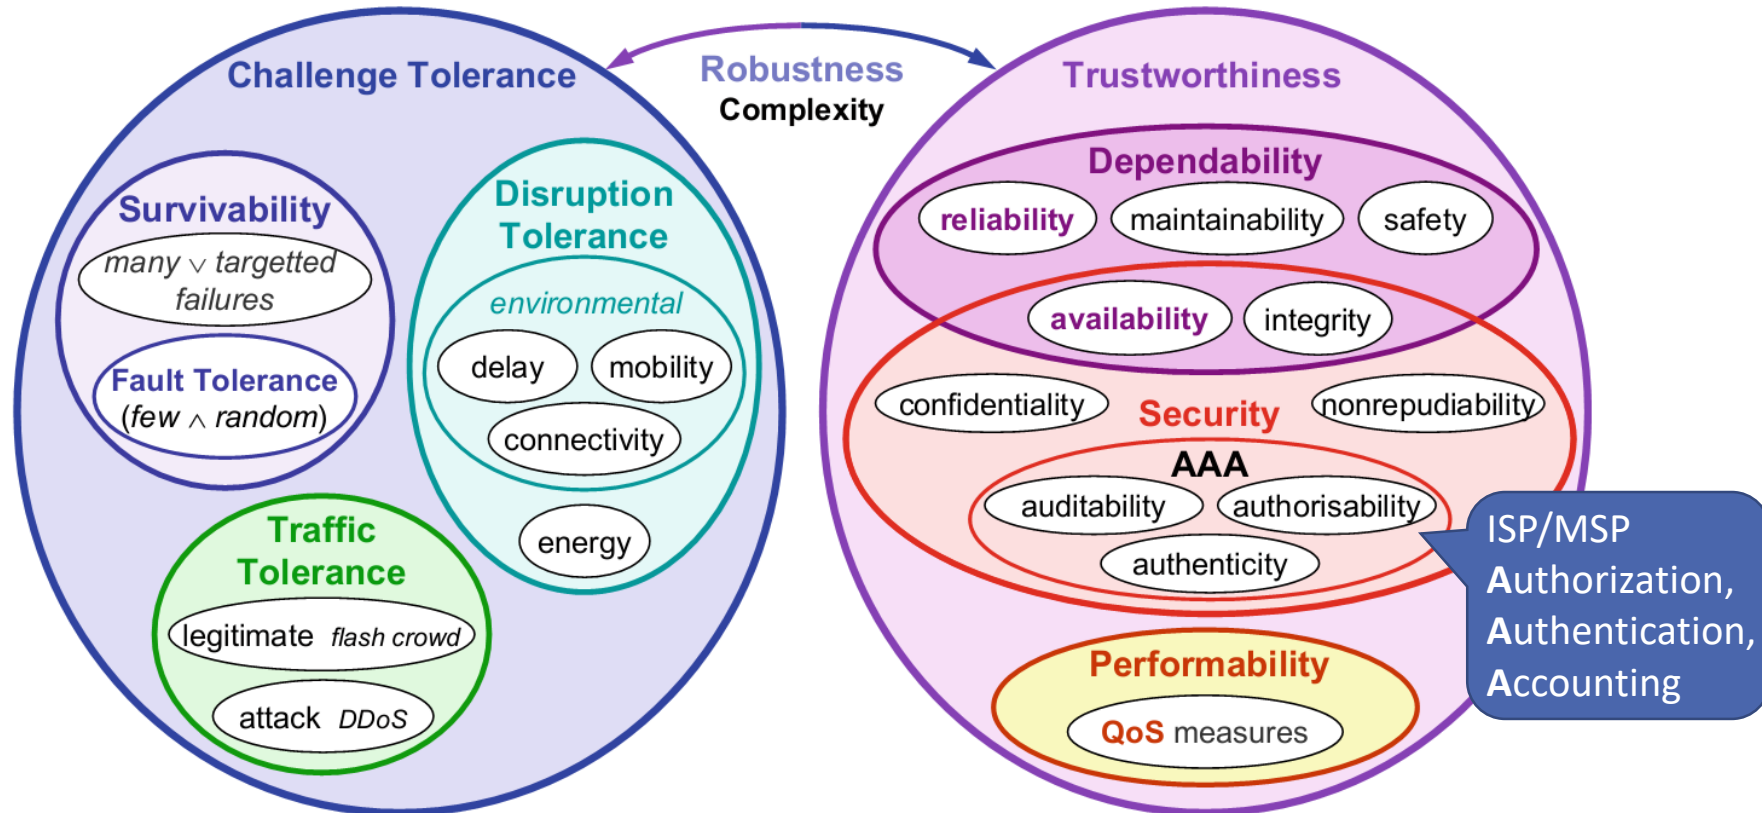 Challenge Tolerance
Survivability
many ∨ targetted
failures
Fault Tolerance
(few ∧ random)
Disruption
Tolerance
environmental
delay
mobility
connectivity
energy
Traffic
Tolerance
legitimate flash crowd
attack DDoS
Robustness
Complexity
Trustworthiness
Dependability
reliability
maintainability
safety
availability
integrity
confidentiality
Security
nonrepudiability
AAA
auditability
authorisability
authenticity
Performability
QoS measures
ISP/MSP
Authorization,
Authentication,
Accounting